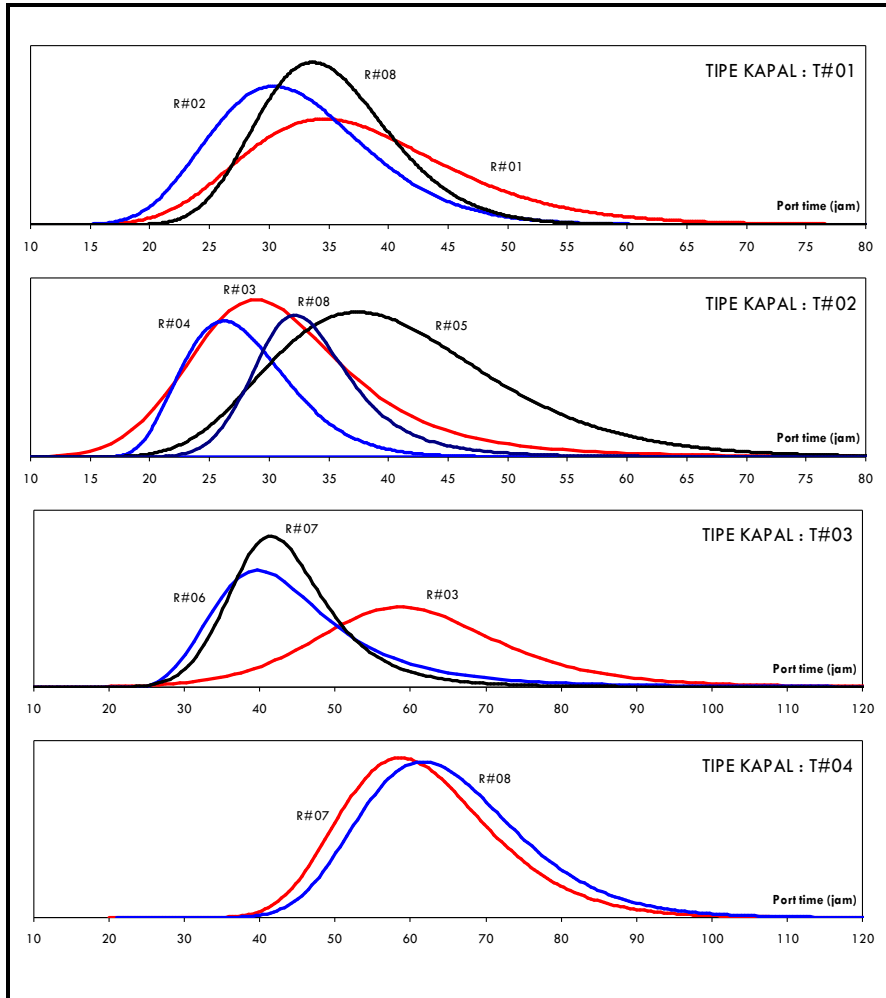 TIPE KAPAL : T#01
R#08
R#02
R#01
Port time (jam)
10 15 20 25 30 35 40 45 50 55 60 65 70 75 80
R#03
TIPE KAPAL : T#02
R#08
R#04
R#05
Port time (jam)
10 15 20 25 30 35 40 45 50 55 60 65 70 75 80
R#07
TIPE KAPAL : T#03
R#06
R#03
Port time (jam)
10 20 30 40 50 60 70 80 90 100 110 120
TIPE KAPAL : T#04
R#08
R#07
Port time (jam)
10 20 30 40 50 60 70 80 90 100 110 120